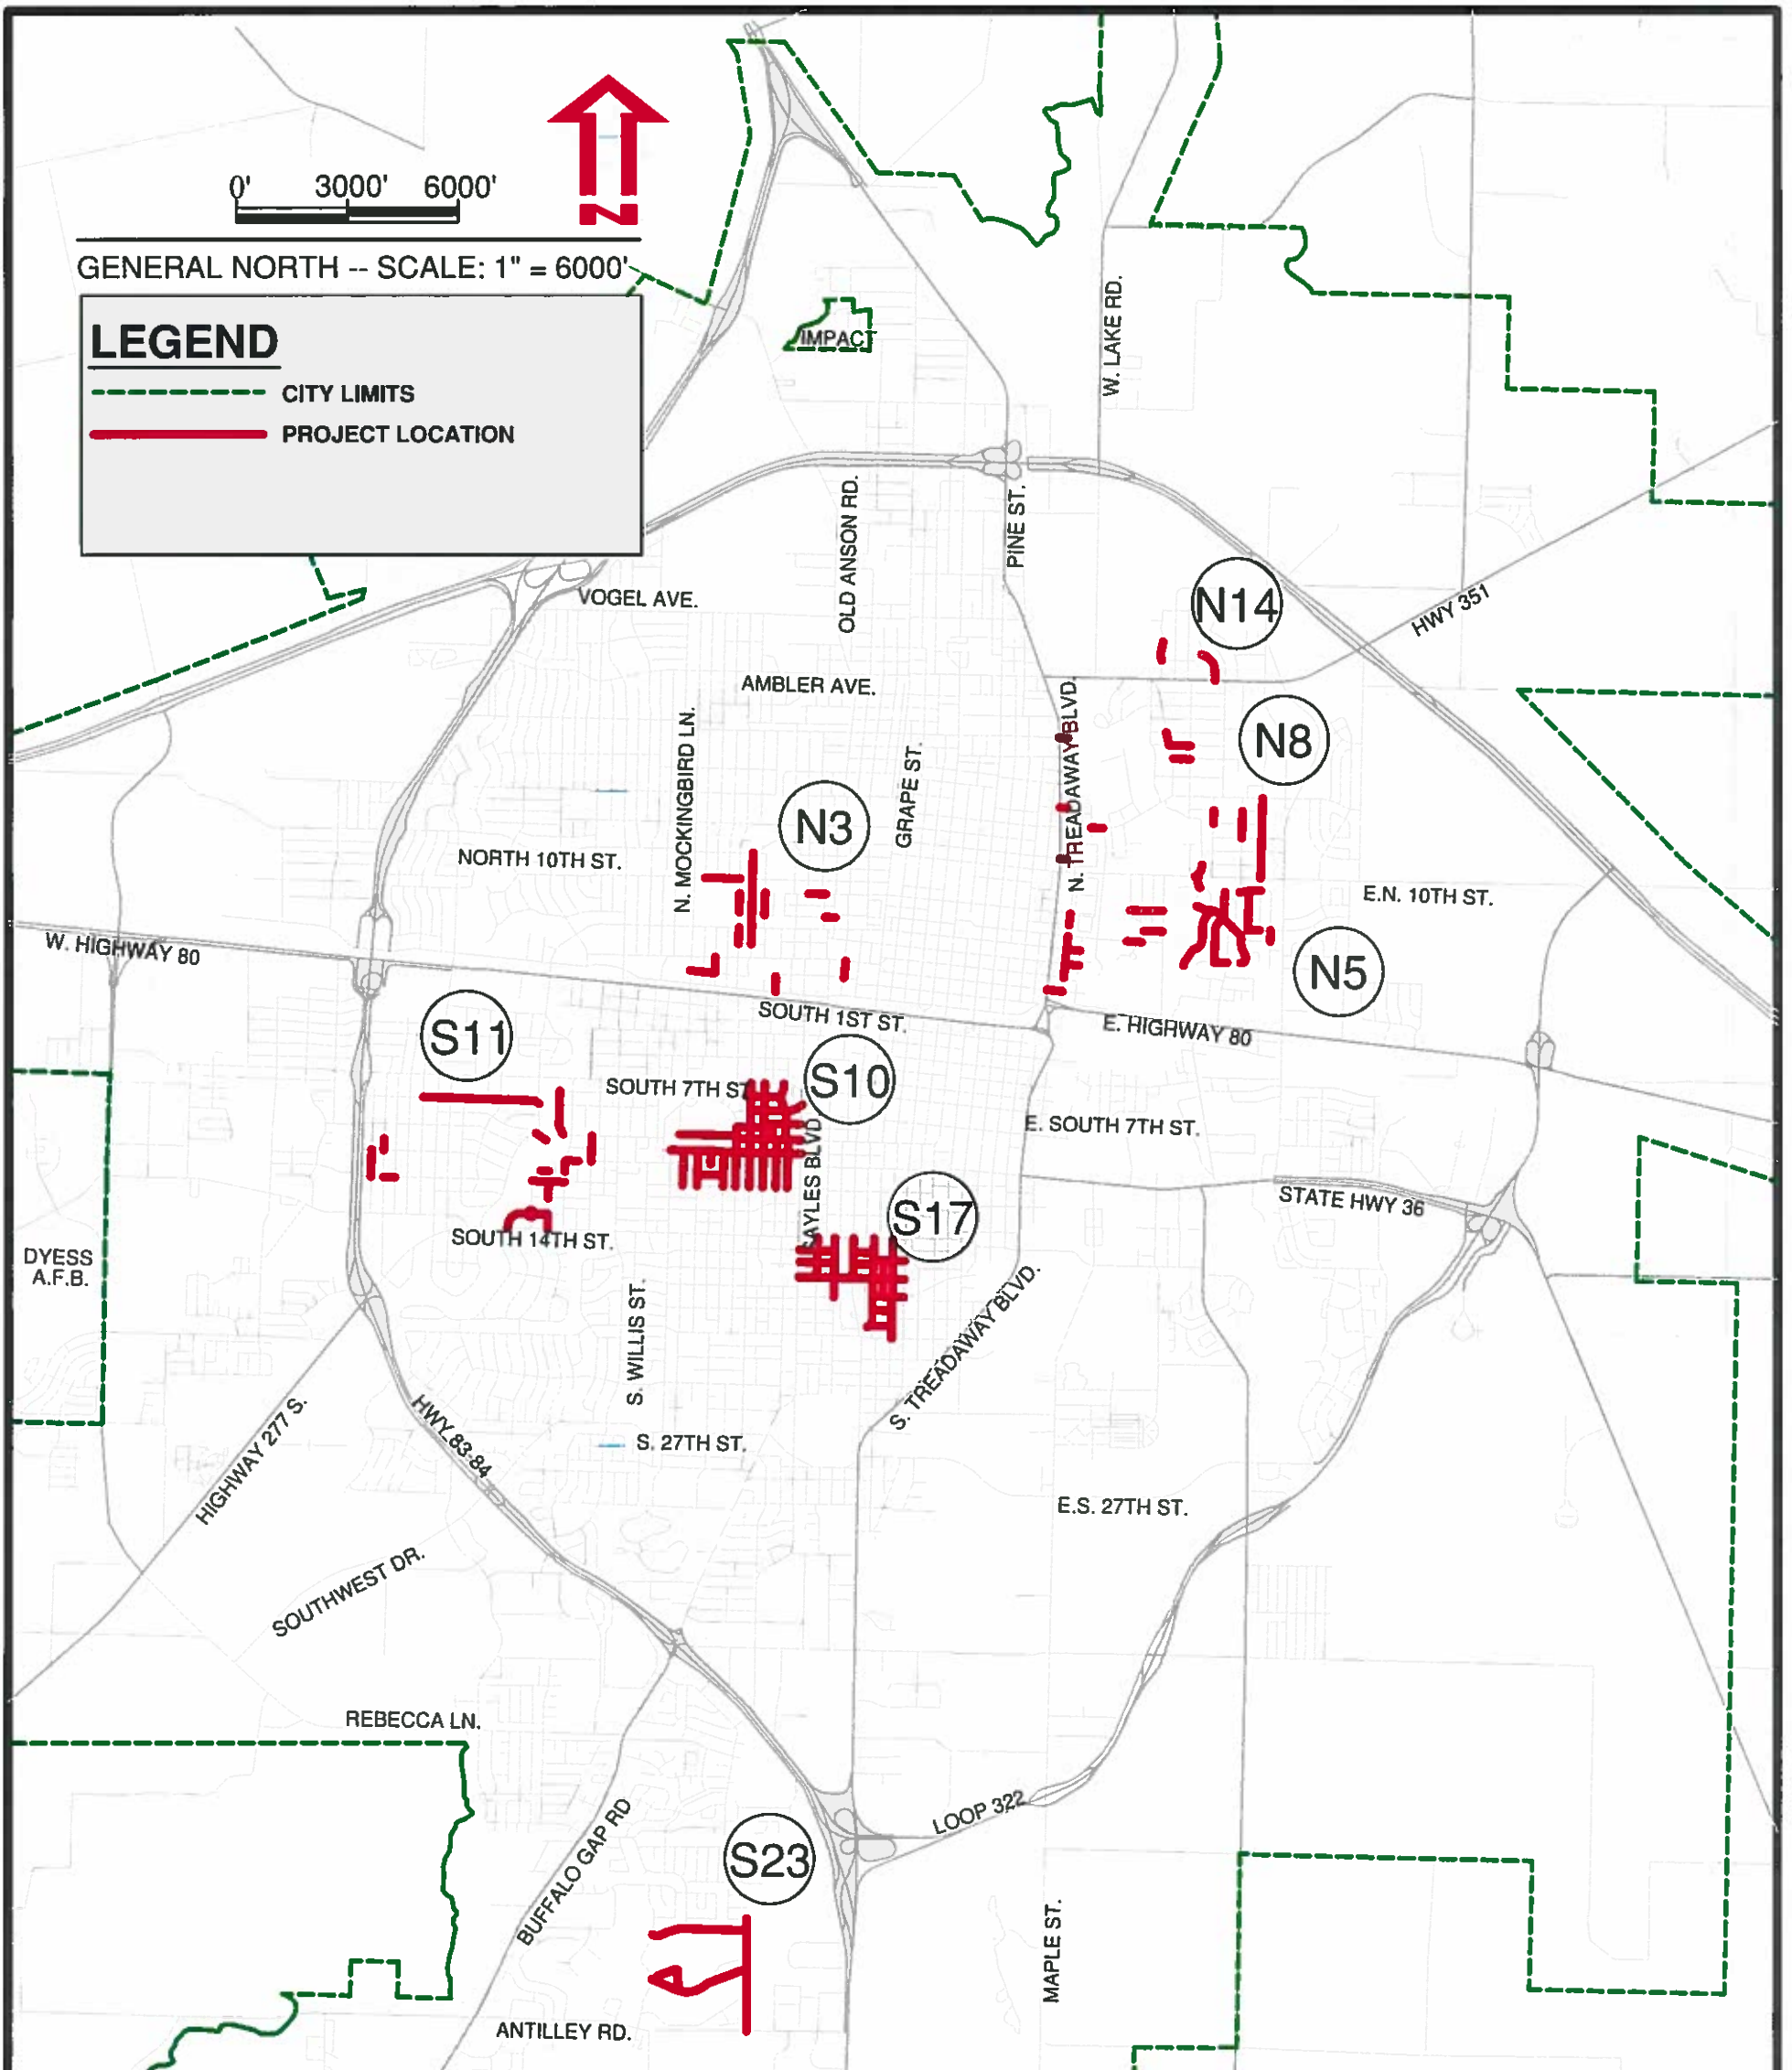 N
0' 3000' 6000'
GENERAL NORTH -- SCALE: 1" = 6000'
LEGEND
CITY LIMITS
PROJECT LOCATION
IMPACT
W. LAKE RD.
OLD ANSON RD.
PINE ST.
VOGEL AVE.
N14
HWY 351
AMBLER AVE.
N. MOCKINGBIRD LN.
GRAPE ST.
N. TREADAWAY BLVD.
N8
N3
NORTH 10TH ST.
E.N. 10TH ST.
W. HIGHWAY 80
N5
SOUTH 1ST ST.
E. HIGHWAY 80
S11
SOUTH 7TH ST
S10
E. SOUTH 7TH ST.
SAYLES BLVD.
S17
STATE HWY 36
SOUTH 14TH ST.
DYESS
A.F.B.
S. WILLIS ST.
S. TREADAWAY BLVD.
HIGHWAY 277 S.
HWY 83-84
S. 27TH ST.
E.S. 27TH ST.
SOUTHWEST DR.
REBECCA LN.
BUFFALO GAP RD
LOOP 322
S23
MAPLE ST.
ANTILLEY RD.